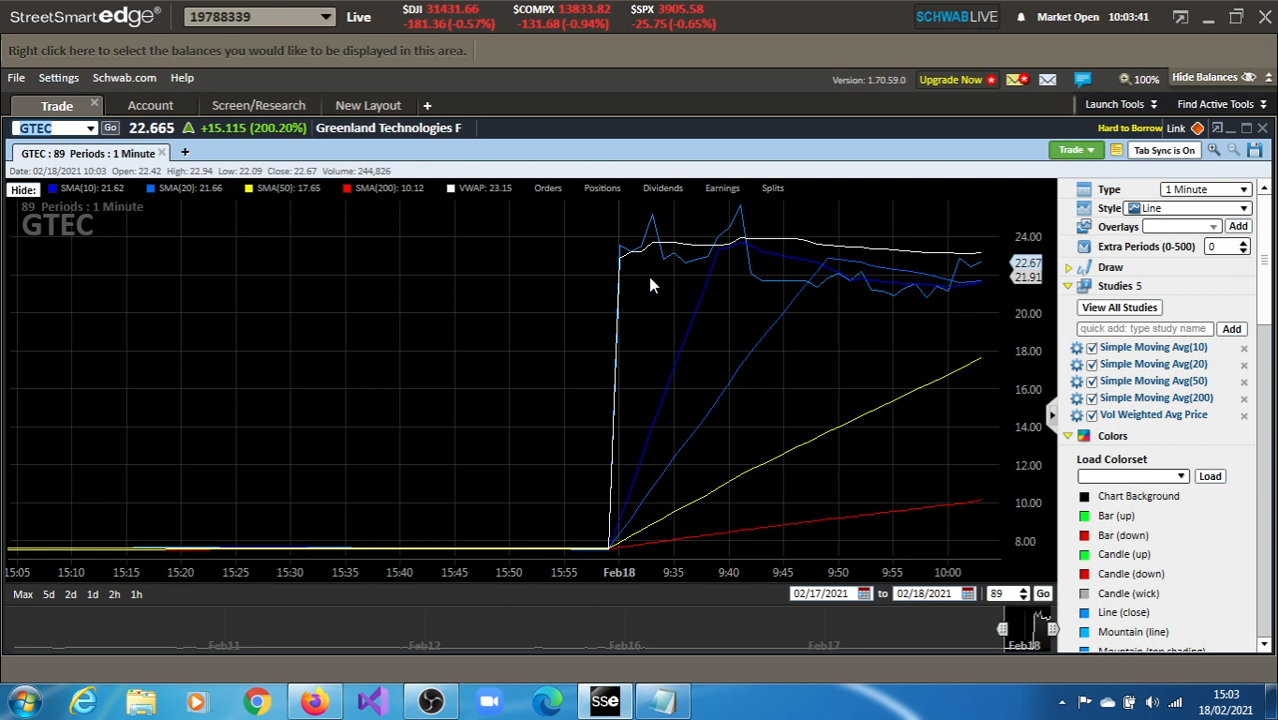 StreetSmart edge®
19788339
Live
$DJI 31431.66
-181.36 (-0.57%)
$COMPX 13833.82
-131.68 (-0.94%)
$SPX 3905.58
-25.75 (-0.65%)
SCHWABLIVE
Market Open
10:03:41
Right click here to select the balances you would like to be displayed in this area.
File Settings Schwab.com Help
Version: 1.70.59.0
Upgrade Now
100%
Hide Balances
Trade
Account
Screen/Research
New Layout
+
Launch Tools
Find Active Tools
GTEC
Go
22.665
+15.115 (200.20%)
Greenland Technologies F
Hard to Borrow
Link
GTEC : 89 Periods : 1 Minute
+
Trade
Tab Sync is On
Date: 02/18/2021 10:03 Open: 22.42 High: 22.94 Low: 22.09 Close: 22.67 Volume: 244,826
Hide:
SMA(10): 21.62
SMA(20): 21.66
SMA(50): 17.65
SMA(200): 10.12
VWAP: 23.15
Orders
Positions
Dividends
Earnings
Splits
89 Periods : 1 Minute
GTEC
24.00
22.67
21.91
20.00
18.00
16.00
14.00
12.00
10.00
8.00
15:05 15:10 15:15 15:20 15:25 15:30 15:35 15:40 15:45 15:50 15:55 Feb18 9:35 9:40 9:45 9:50 9:55 10:00
Max 5d 2d 1d 2h 1h
02/17/2021 to 02/18/2021
89
Go
Feb11 Feb12 Feb16 Feb17 Feb18
Type
1 Minute
Style
Line
Overlays
Add
Extra Periods (0-500)
0
Draw
Studies 5
View All Studies
quick add: type study name
Add
Simple Moving Avg(10)
Simple Moving Avg(20)
Simple Moving Avg(50)
Simple Moving Avg(200)
Vol Weighted Avg Price
Colors
Load Colorset
Load
Chart Background
Bar (up)
Bar (down)
Candle (up)
Candle (down)
Candle (wick)
Line (close)
Mountain (line)
Mountain (top shading)
sse
15:03
18/02/2021